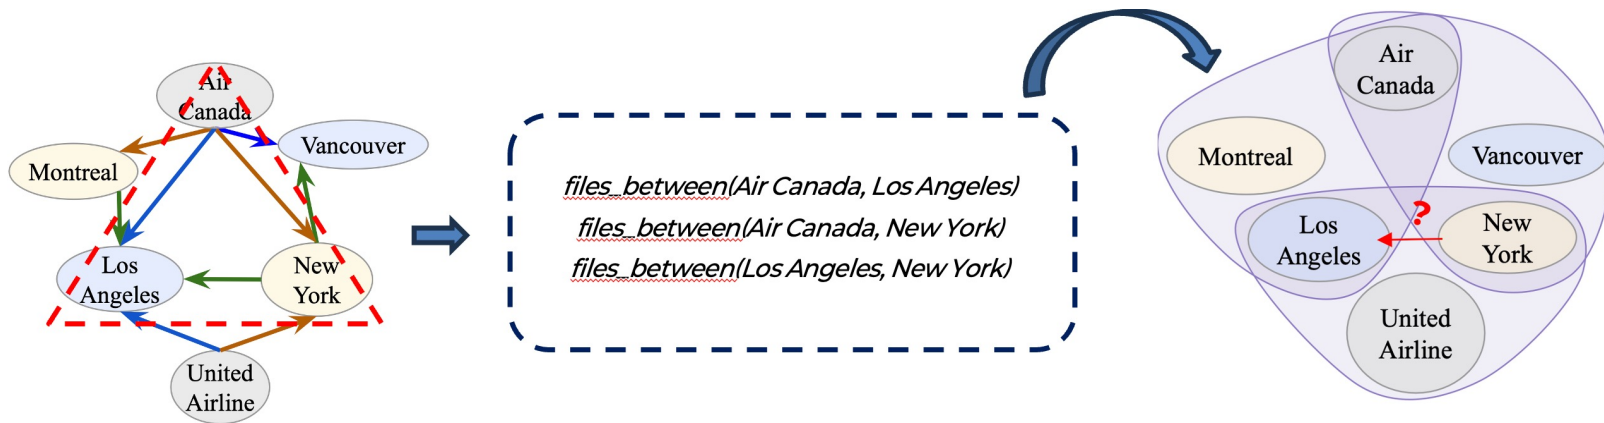 Air
Canada
Vancouver
Montreal
Los
Angeles
New
York
United
Airline
files_between(Air Canada, Los Angeles)
files_between(Air Canada, New York)
files_between(Los Angeles, New York)
Air
Canada
Montreal
Vancouver
Los
Angeles
?
New
York
United
Airline